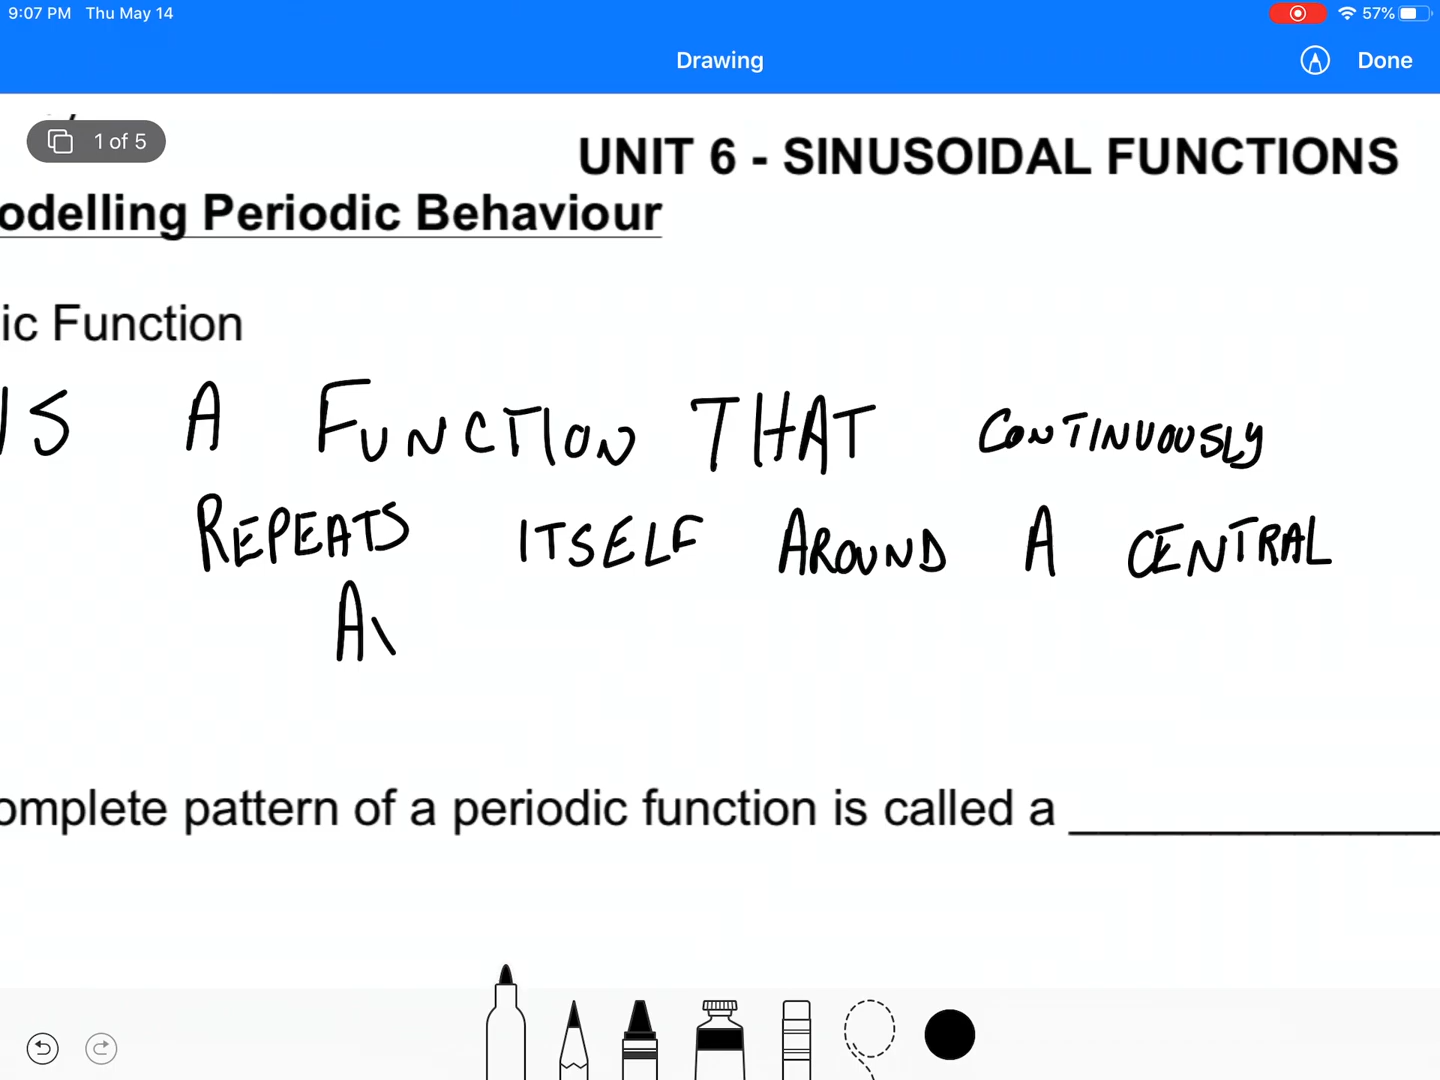 9:07 PM Thu May 14 57%
Drawing Done
1 of 5
UNIT 6 - SINUSOIDAL FUNCTIONS
odelling Periodic Behaviour
ic Function
IS A FUNCTION THAT CONTINUOUSLY
REPEATS ITSELF AROUND A CENTRAL
A\
omplete pattern of a periodic function is called a ______________